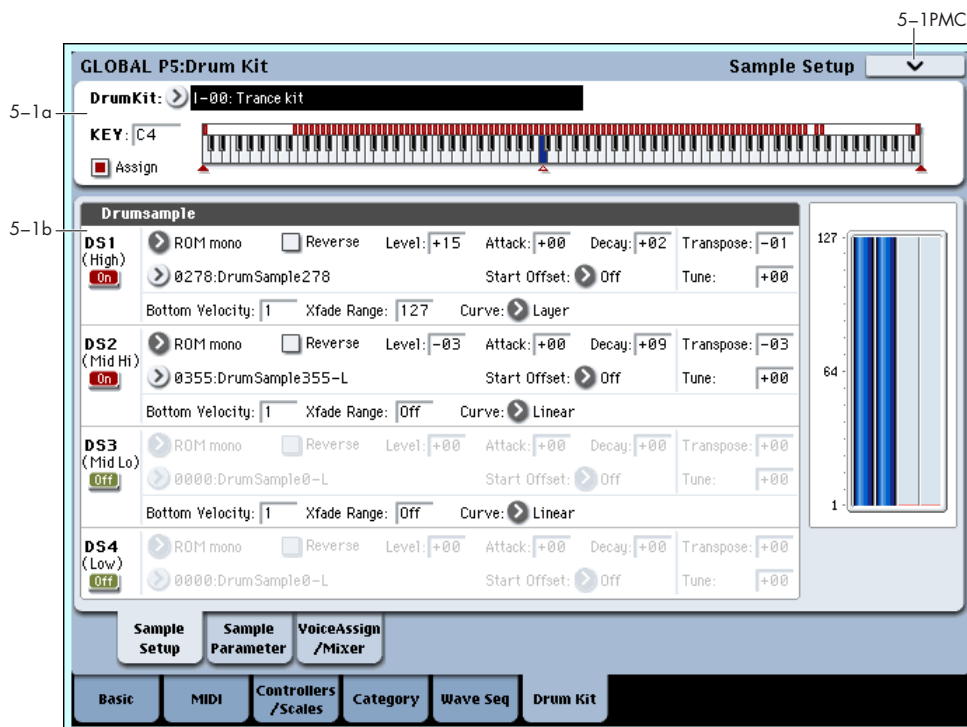 5-1PMC
GLOBAL P5:Drum Kit Sample Setup
5-1a
DrumKit: I-00: Trance kit
KEY: C4
Assign
5-1b
Drumsample
DS1 ROM mono Reverse Level: +15 Attack: +00 Decay: +02 Transpose: -01
(High)
On 0278:DrumSample278 Start Offset: Off Tune: +00
Bottom Velocity: 1 Xfade Range: 127 Curve: Layer
DS2 ROM mono Reverse Level: -03 Attack: +00 Decay: +09 Transpose: -03
(Mid Hi)
On 0355:DrumSample355-L Start Offset: Off Tune: +00
Bottom Velocity: 1 Xfade Range: Off Curve: Linear
DS3 ROM mono Reverse Level: +00 Attack: +00 Decay: +00 Transpose: +00
(Mid Lo)
Off 0000:DrumSample0-L Start Offset: Off Tune: +00
Bottom Velocity: 1 Xfade Range: Off Curve: Linear
DS4 ROM mono Reverse Level: +00 Attack: +00 Decay: +00 Transpose: +00
(Low)
Off 0000:DrumSample0-L Start Offset: Off Tune: +00
127
64
1
Sample Setup
Sample Parameter
VoiceAssign /Mixer
Basic
MIDI
Controllers /Scales
Category
Wave Seq
Drum Kit